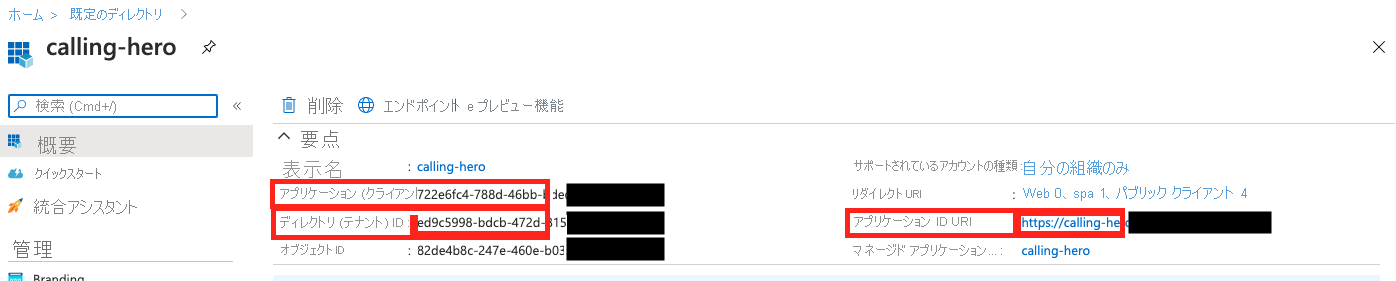 ホーム > 既定のディレクトリ >
calling-hero
検索 (Cmd+/) «
削除 エンドポイント e プレビュー機能
概要
クイックスタート
統合アシスタント
管理
Branding
要点
表示名 : calling-hero
アプリケーション (クライアント 722e6fc4-788d-46bb-
ディレクトリ (テナント) ID : ed9c5998-bdcb-472d-
オブジェクト ID : 82de4b8c-247e-460e-b03
サポートされているアカウントの種類 : 自分の組織のみ
リダイレクト URI : Web 0、spa 1、パブリック クライアント 4
アプリケーション ID URI https://calling-he
マネージド アプリケーション... : calling-hero